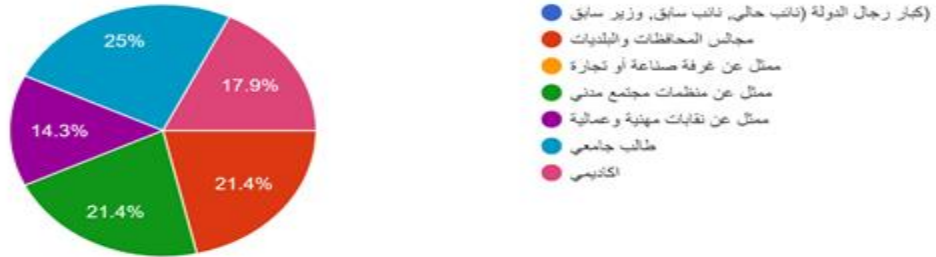 25%
17.9%
14.3%
21.4%
21.4%
كبار رجال الدولة (نائب حالي, نائب سابق, وزير سابق)
مجالس المحافظات والبلديات
ممثل عن غرفة صناعة أو تجارة
ممثل عن منظمات مجتمع مدني
ممثل عن نقابات مهنية وعمالية
طالب جامعي
اكاديمي